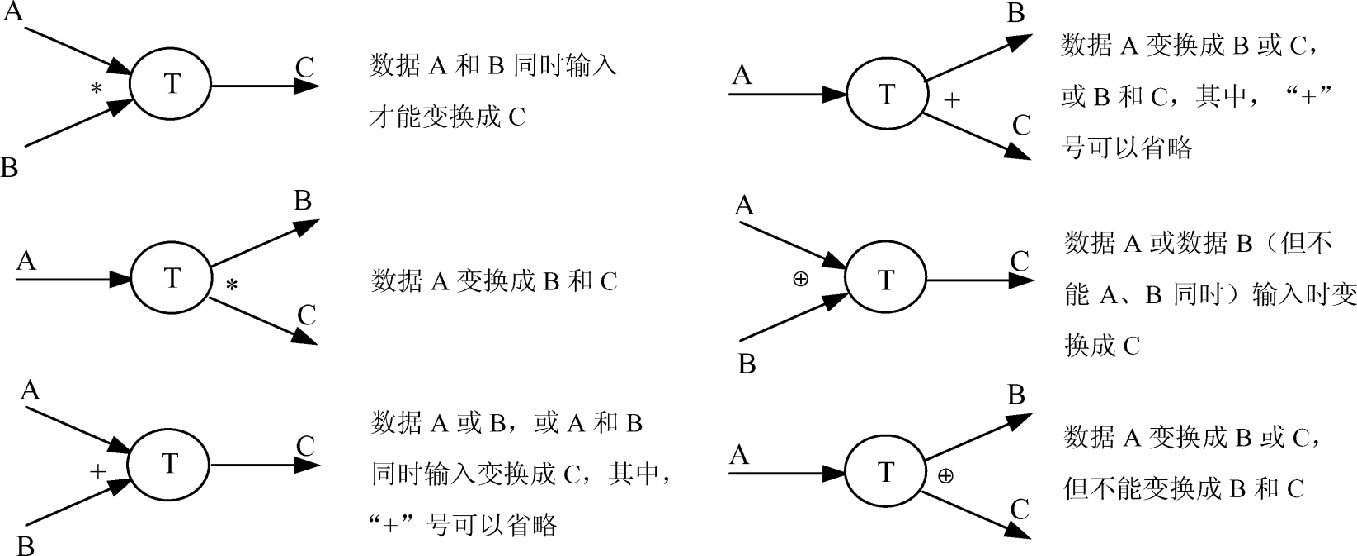 A
B
*
T
C
数据 A 和 B 同时输入
才能变换成 C
A
T
*
B
C
数据 A 变换成 B 和 C
A
B
+
T
C
数据 A 或 B，或 A 和 B
同时输入变换成 C，其中，
“+”号可以省略
A
T
+
B
C
数据 A 变换成 B 或 C，
或 B 和 C，其中，“+”
号可以省略
A
B
⊕
T
C
数据 A 或数据 B（但不
能 A、B 同时）输入时变
换成 C
A
T
⊕
B
C
数据 A 变换成 B 或 C，
但不能变换成 B 和 C